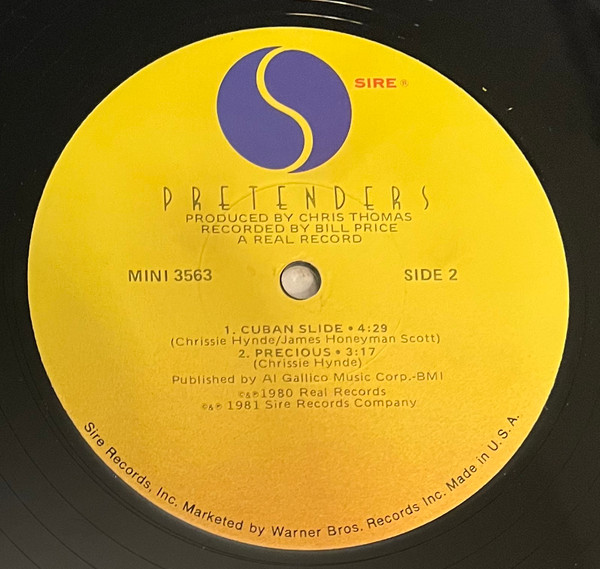 SIRE ®
PRETENDERS
PRODUCED BY CHRIS THOMAS
RECORDED BY BILL PRICE
A REAL RECORD
MINI 3563
SIDE 2
1. CUBAN SLIDE • 4:29
(Chrissie Hynde/James Honeyman Scott)
2. PRECIOUS • 3:17
(Chrissie Hynde)
Published by Al Gallico Music Corp.-BMI
©&℗1980 Real Records
©&℗ 1981 Sire Records Company
Sire Records, Inc. Marketed by Warner Bros. Records Inc. Made in U. S. A.